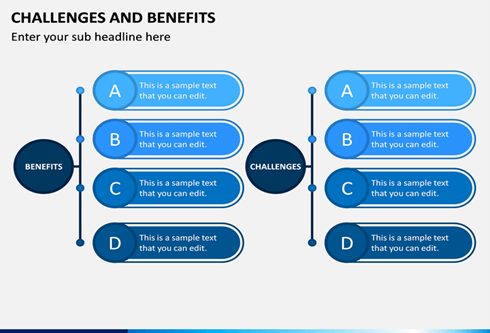 CHALLENGES AND BENEFITS
Enter your sub headline here
BENEFITS
A
This is a sample text
that you can edit.
B
This is a sample text
that you can edit.
C
This is a sample text
that you can edit.
D
This is a sample text
that you can edit.
CHALLENGES
A
This is a sample text
that you can edit.
B
This is a sample text
that you can edit.
C
This is a sample text
that you can edit.
D
This is a sample text
that you can edit.